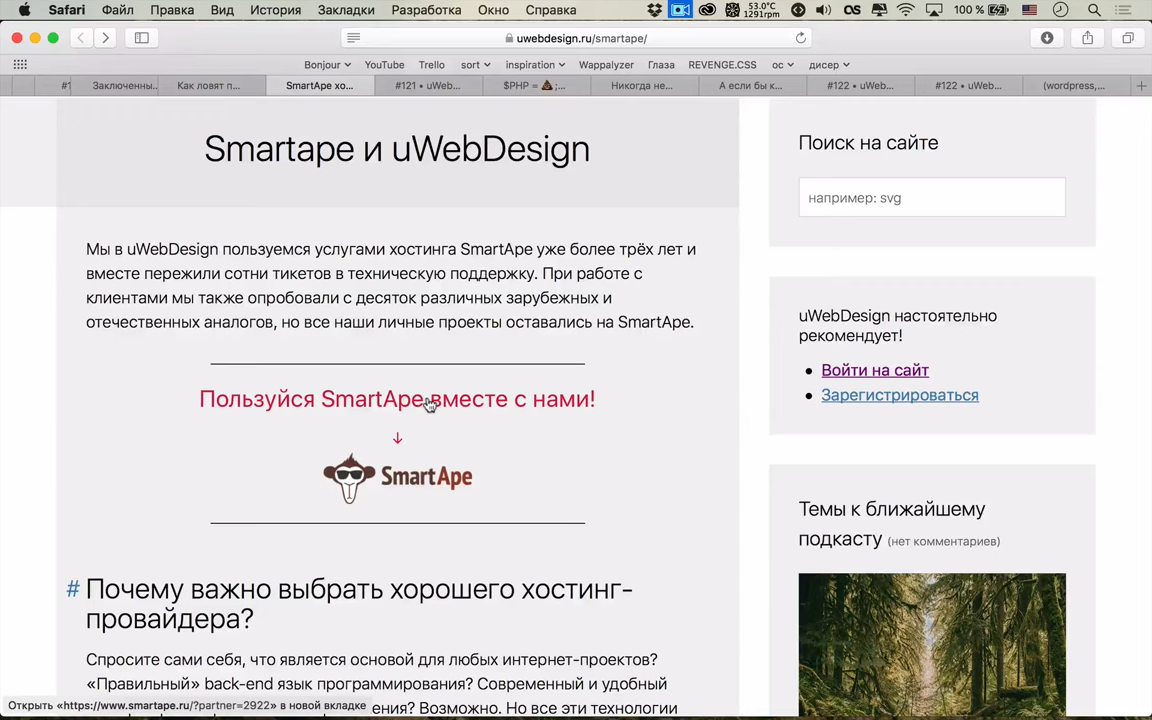 Safari Файл Правка Вид История Закладки Разработка Окно Справка 53.0°C 1291rpm 100 %
uwebdesign.ru/smartape/
Bonjour YouTube Trello sort inspiration Wappalyzer Глаза REVENGE.CSS ос дисер
#1 Заключенны... Как ловят п... SmartApe хо... #121 • uWeb... $PHP = 💩 ;... Никогда не... А если бы к... #122 • uWeb... #122 • uWeb... (wordpress,...
Smartape и uWebDesign
Мы в uWebDesign пользуемся услугами хостинга SmartApe уже более трёх лет и
вместе пережили сотни тикетов в техническую поддержку. При работе с
клиентами мы также опробовали с десяток различных зарубежных и
отечественных аналогов, но все наши личные проекты оставались на SmartApe.
Пользуйся SmartApe вместе с нами!
↓
SmartApe
# Почему важно выбрать хорошего хостинг-
провайдера?
Спросите сами себя, что является основой для любых интернет-проектов?
«Правильный» back-end язык программирования? Современный и удобный
ения? Возможно. Но все эти технологии
Открыть «https://www.smartape.ru/?partner=2922» в новой вкладке
Поиск на сайте
например: svg
uWebDesign настоятельно
рекомендует!
Войти на сайт
Зарегистрироваться
Темы к ближайшему
подкасту (нет комментариев)